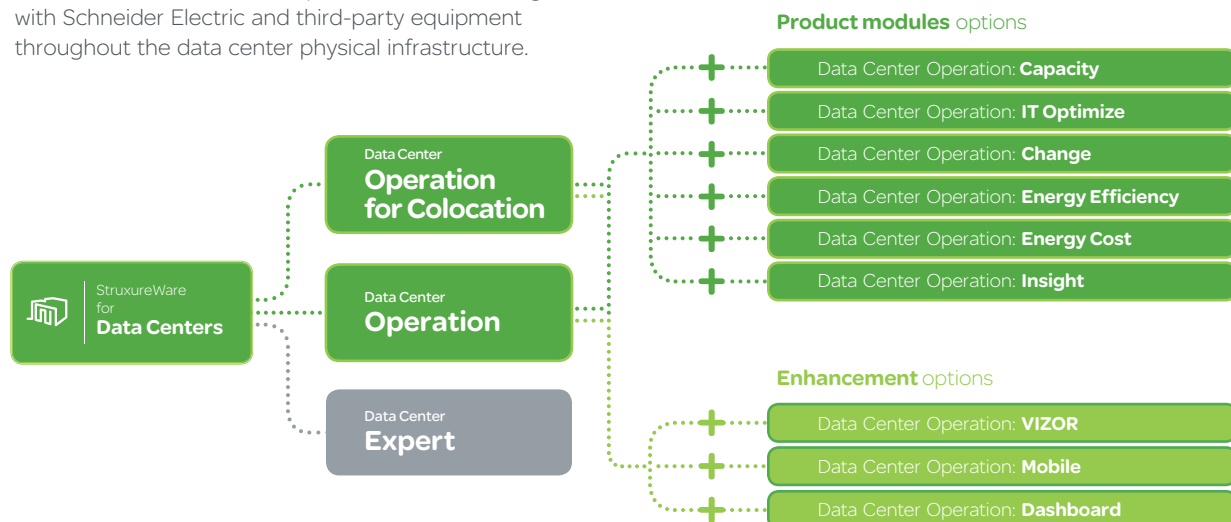 with Schneider Electric and third-party equipment
throughout the data center physical infrastructure.
Product modules options
Data Center Operation: Capacity
Data Center Operation: IT Optimize
Data Center Operation: Change
Data Center Operation: Energy Efficiency
Data Center Operation: Energy Cost
Data Center Operation: Insight
Data Center
Operation
for Colocation
StruxureWare
for
Data Centers
Data Center
Operation
Data Center
Expert
Enhancement options
Data Center Operation: VIZOR
Data Center Operation: Mobile
Data Center Operation: Dashboard